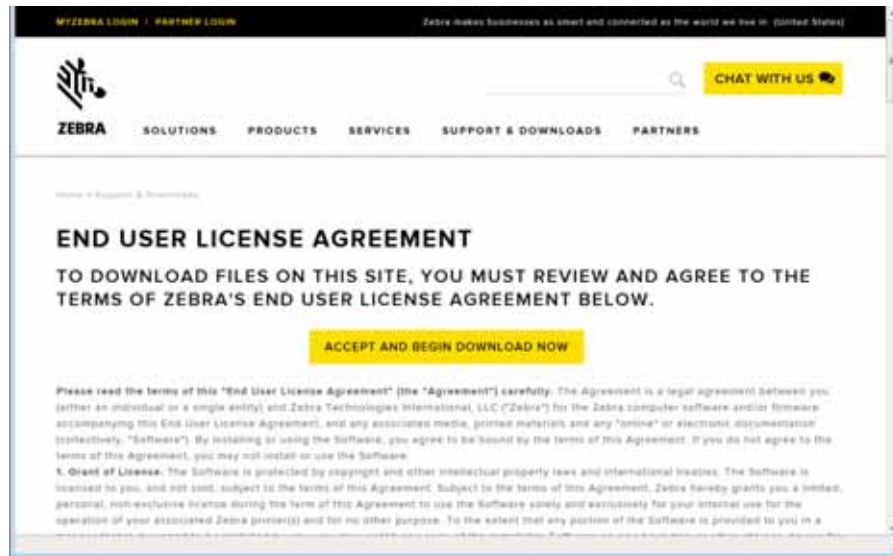 MYZEBRA LOGIN / PARTNER LOGIN
Zebra makes businesses as smart and connected as the world we live in. (United States)
CHAT WITH US
ZEBRA
SOLUTIONS PRODUCTS SERVICES SUPPORT & DOWNLOADS PARTNERS
Home > Support & Downloads
END USER LICENSE AGREEMENT
TO DOWNLOAD FILES ON THIS SITE, YOU MUST REVIEW AND AGREE TO THE
TERMS OF ZEBRA'S END USER LICENSE AGREEMENT BELOW.
ACCEPT AND BEGIN DOWNLOAD NOW
Please read the terms of this "End User License Agreement" (the "Agreement") carefully. The Agreement is a legal agreement between you
(either an individual or a single entity) and Zebra Technologies International, LLC ("Zebra") for the Zebra computer software and/or firmware
accompanying this End User License Agreement, and any associated media, printed materials and any "online" or electronic documentation
(collectively, "Software"). By installing or using the Software, you agree to be bound by the terms of this Agreement. If you do not agree to the
terms of this Agreement, you may not install or use the Software.
1. Grant of License. The Software is protected by copyright and other intellectual property laws and international treaties. The Software is
licensed to you, and not sold, subject to the terms of this Agreement. Subject to the terms of this Agreement, Zebra hereby grants you a limited,
personal, non-exclusive license during the term of this Agreement to use the Software solely and exclusively for your internal use for the
operation of your associated Zebra printer(s) and for no other purpose. To the extent that any portion of the Software is provided to you in a